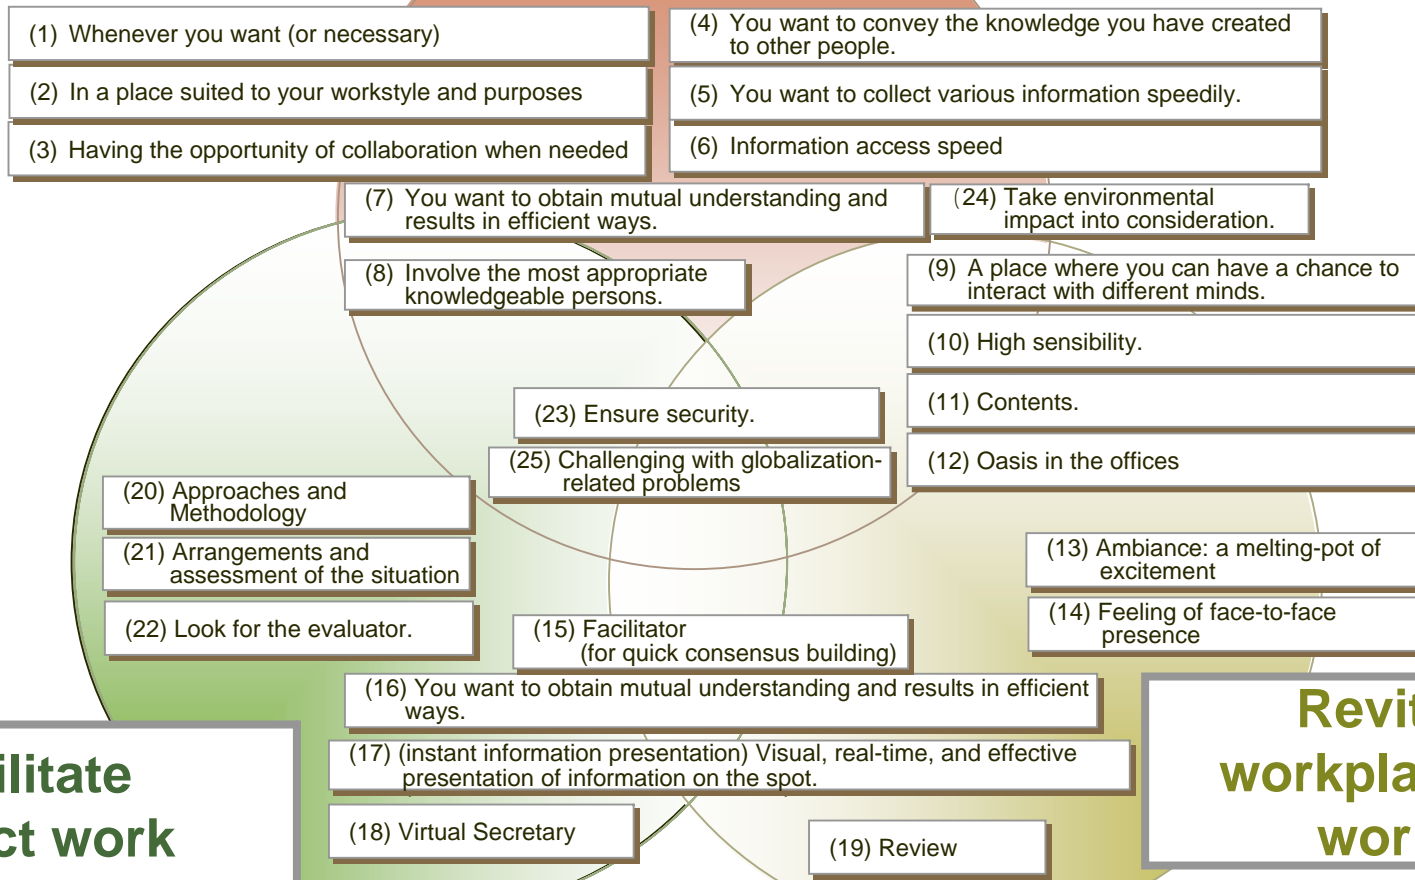 (1) Whenever you want (or necessary)
(2) In a place suited to your workstyle and purposes
(3) Having the opportunity of collaboration when needed
(4) You want to convey the knowledge you have created
to other people.
(5) You want to collect various information speedily.
(6) Information access speed
(7) You want to obtain mutual understanding and
results in efficient ways.
(24) Take environmental
impact into consideration.
(8) Involve the most appropriate
knowledgeable persons.
(9) A place where you can have a chance to
interact with different minds.
(10) High sensibility.
(11) Contents.
(12) Oasis in the offices
(23) Ensure security.
(25) Challenging with globalization-
related problems
(20) Approaches and
Methodology
(21) Arrangements and
assessment of the situation
(22) Look for the evaluator.
(13) Ambiance: a melting-pot of
excitement
(14) Feeling of face-to-face
presence
(15) Facilitator
(for quick consensus building)
(16) You want to obtain mutual understanding and results in efficient
ways.
(17) (instant information presentation) Visual, real-time, and effective
presentation of information on the spot.
(18) Virtual Secretary
(19) Review
ilitate
ct work
Revit
workpla
wor